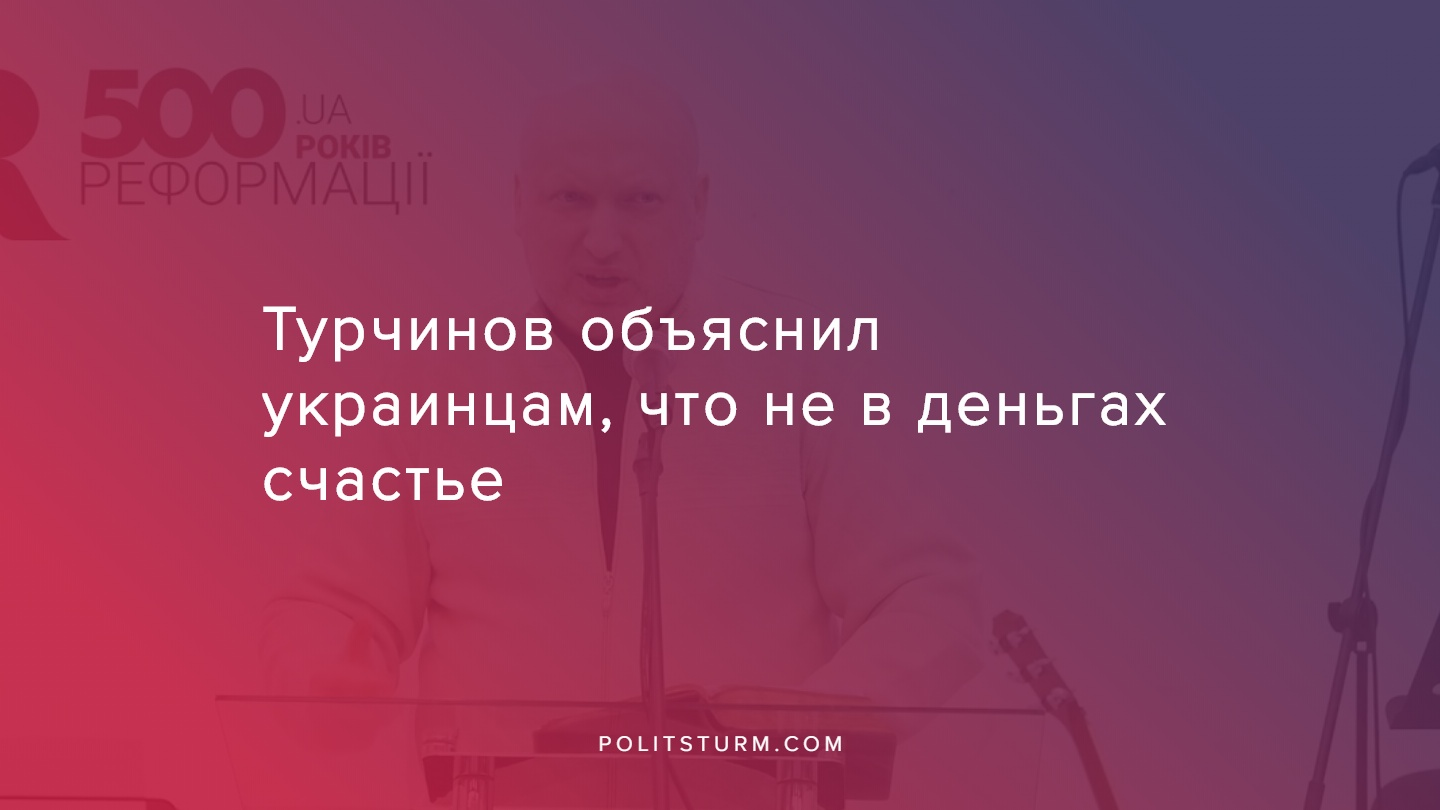 500
.UA
РОКІВ
РЕФОРМАЦІЇ
Турчинов объяснил
украинцам, что не в деньгах
счастье
POLITSTURM.COM